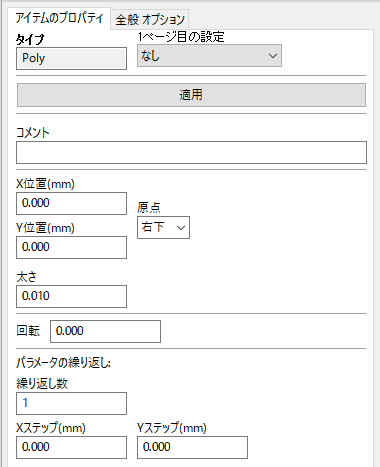 アイテムのプロパティ 全般 オプション
タイプ 1ページ目の設定
Poly なし
適用
コメント
X位置(mm)
0.000 原点
Y位置(mm) 右下
0.000
太さ
0.010
回転 0.000
パラメータの繰り返し:
繰り返し数
1
Xステップ(mm) Yステップ(mm)
0.000 0.000